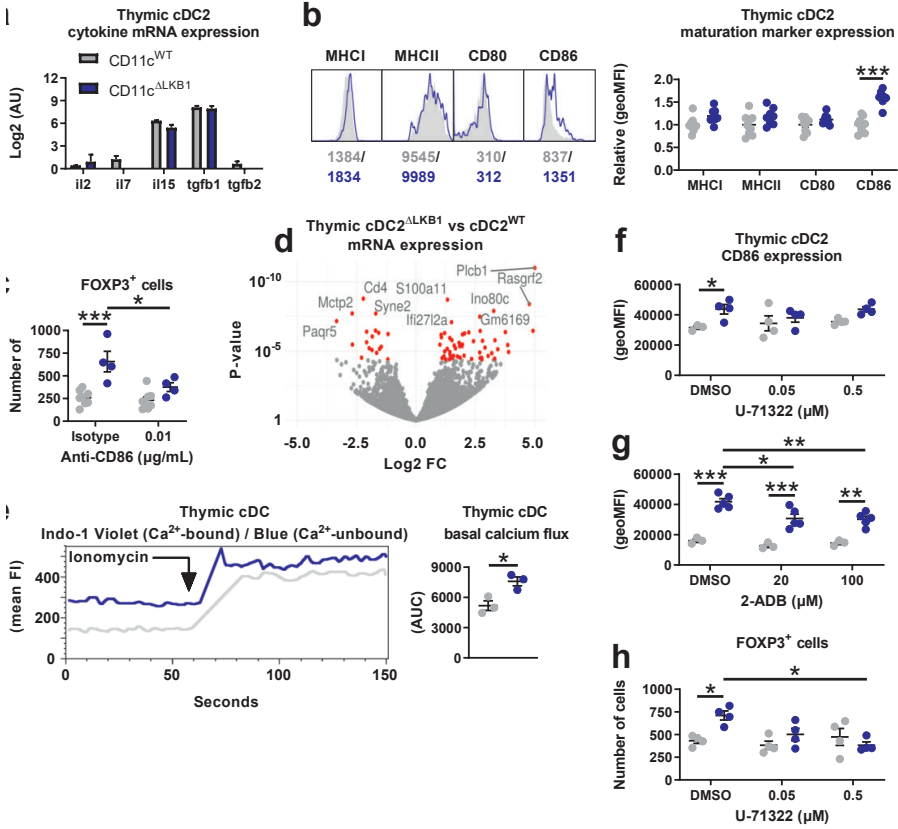 Thymic cDC2
cytokine mRNA expression
CD11cWT
CD11cΔLKB1
Log2 (AU)
12
9
6
3
0
il2 il7 il15 tgfb1 tgfb2
b
MHCI MHCII CD80 CD86
1384/ 9545/ 310/ 837/
1834 9989 312 1351
Thymic cDC2
maturation marker expression
***
Relative (geoMFI)
2.0
1.5
1.0
0.5
0.0
MHCI MHCII CD80 CD86
FOXP3+ cells
*
***
Number of
1000
750
500
250
0
Isotype 0.01
Anti-CD86 (µg/mL)
d
Thymic cDC2ΔLKB1 vs cDC2WT
mRNA expression
Plcb1
10-10
Cd4 S100a11 Rasgrf2
Mctp2 Syne2 Ino80c
Paqr5 Ifi27l2a Gm6169
P-value
10-5
1
-5.0 -2.5 0.0 2.5 5.0
Log2 FC
e
Thymic cDC
Indo-1 Violet (Ca2+-bound) / Blue (Ca2+-unbound)
Ionomycin
(mean FI)
400
200
0
0 50 100 150
Seconds
Thymic cDC
basal calcium flux
*
(AUC)
9000
6000
3000
0
f
Thymic cDC2
CD86 expression
*
(geoMFI)
60000
40000
20000
0
DMSO 0.05 0.5
U-71322 (µM)
g
**
*
*** *** **
(geoMFI)
60000
40000
20000
0
DMSO 20 100
2-ADB (µM)
h
FOXP3+ cells
*
*
Number of cells
1000
750
500
250
0
DMSO 0.05 0.5
U-71322 (µM)